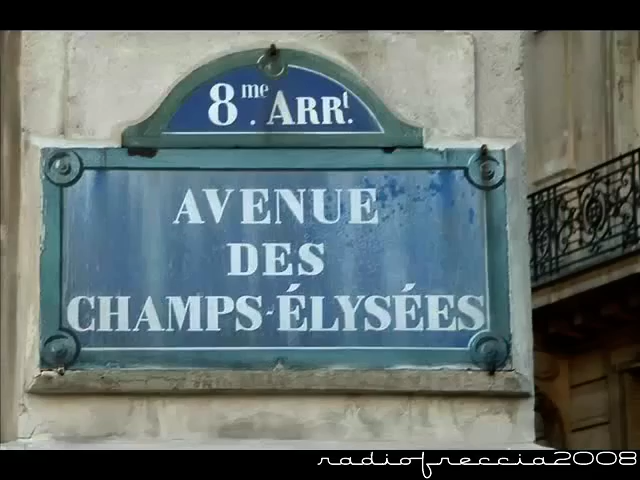 8me. ARRt.
AVENUE
DES
CHAMPS-ÉLYSÉES
radiofreccia2008